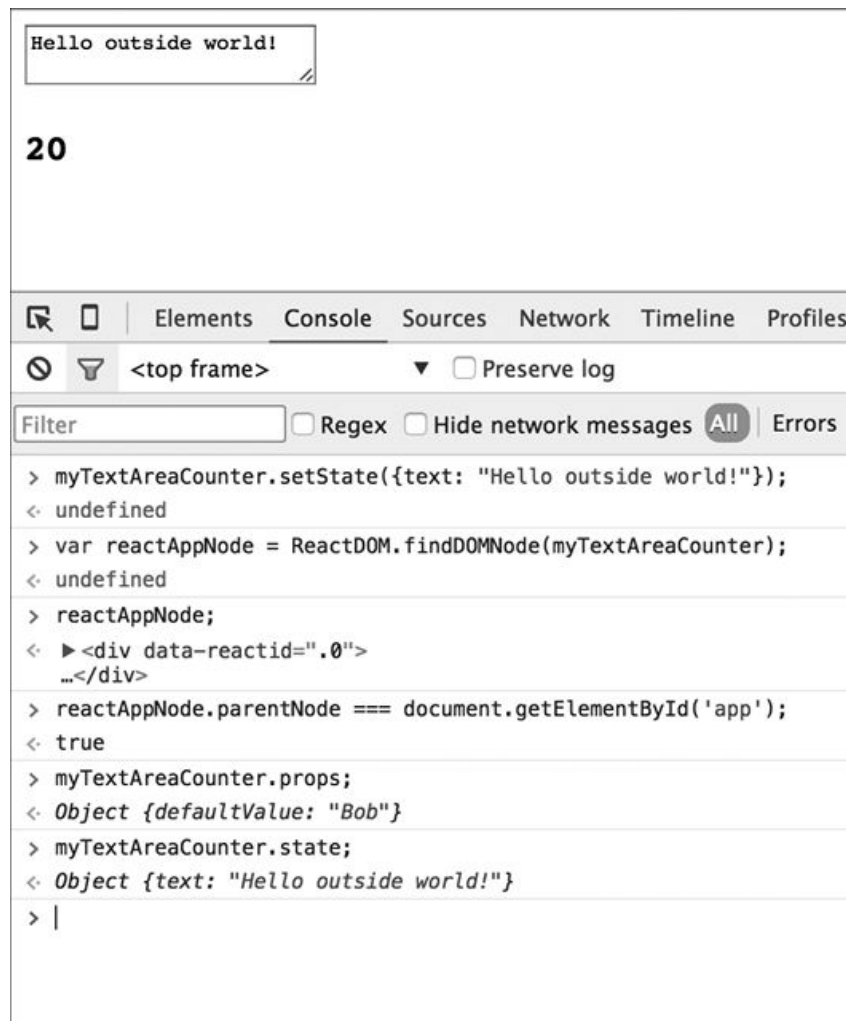 Hello outside world!
20
Elements Console Sources Network Timeline Profiles
<top frame> ▼ Preserve log
Filter Regex Hide network messages All Errors
> myTextAreaCounter.setState({text: "Hello outside world!"});
< undefined
> var reactAppNode = ReactDOM.findDOMNode(myTextAreaCounter);
< undefined
> reactAppNode;
< ▶<div data-reactid=".0">
…</div>
> reactAppNode.parentNode === document.getElementById('app');
< true
> myTextAreaCounter.props;
< Object {defaultValue: "Bob"}
> myTextAreaCounter.state;
< Object {text: "Hello outside world!"}
>